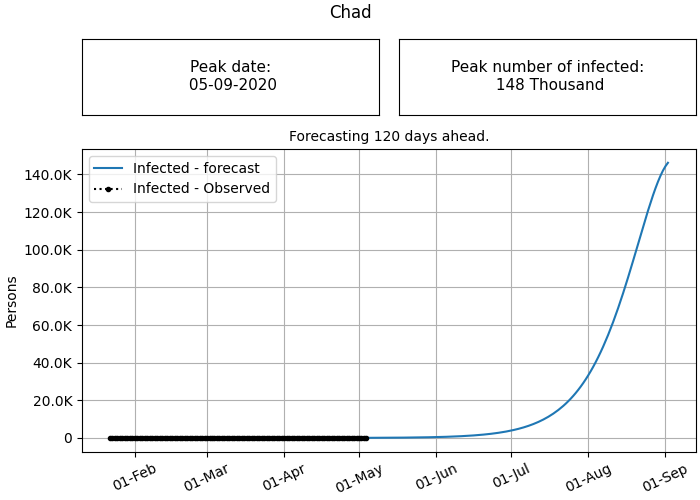 Chad
Peak date:
05-09-2020
Peak number of infected:
148 Thousand
Forecasting 120 days ahead.
Infected - forecast
Infected - Observed
Persons
140.0K
120.0K
100.0K
80.0K
60.0K
40.0K
20.0K
0
01-Feb
01-Mar
01-Apr
01-May
01-Jun
01-Jul
01-Aug
01-Sep